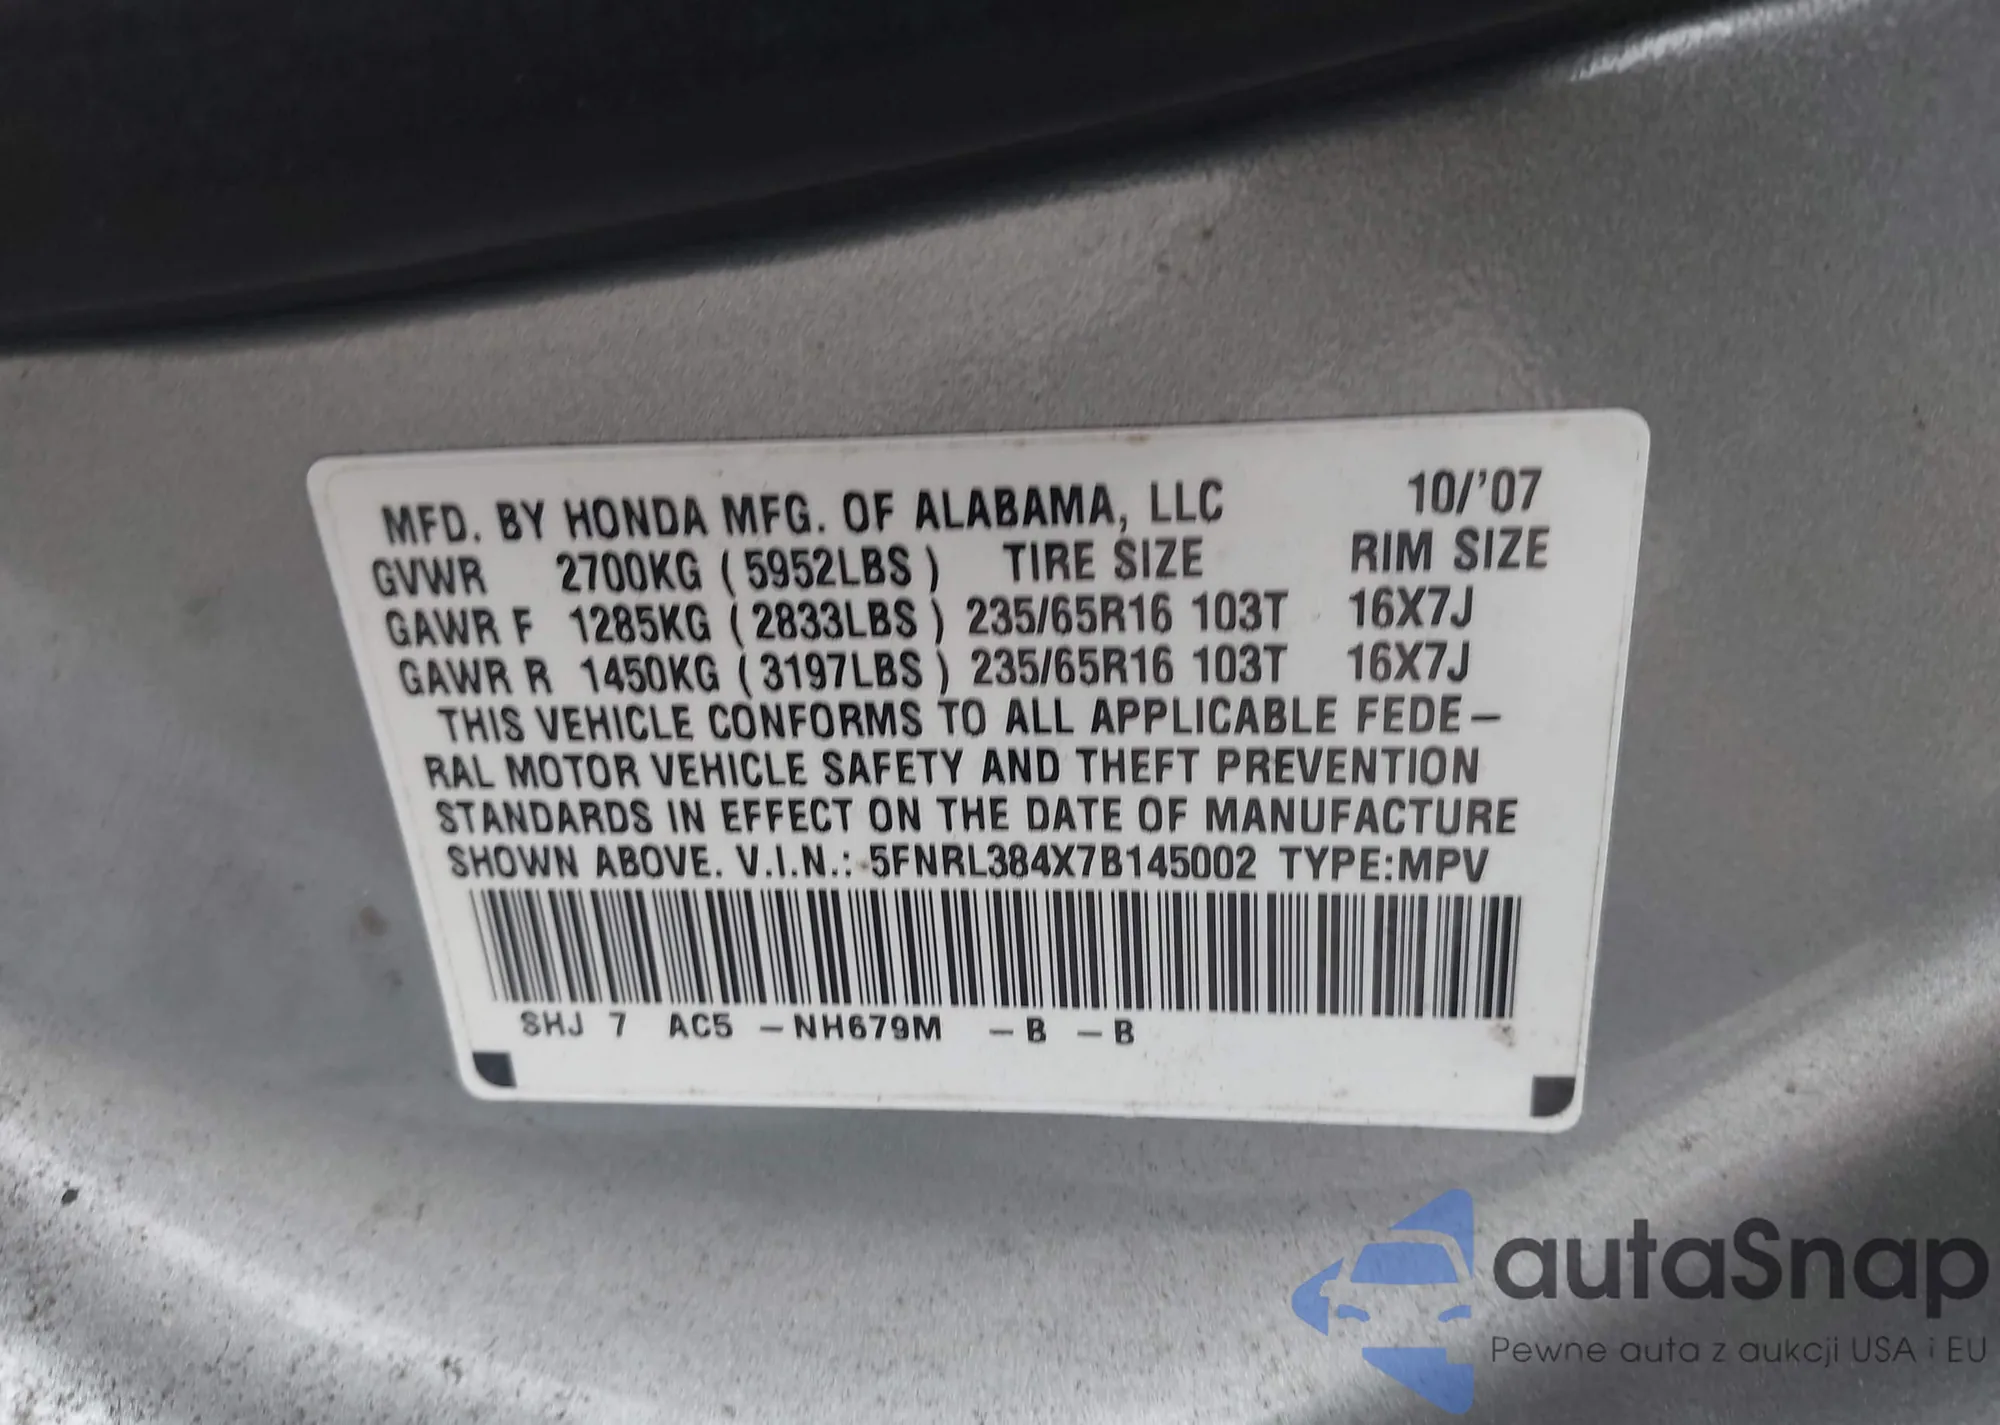 MFD. BY HONDA MFG. OF ALABAMA, LLC 10/'07
GVWR 2700KG (5952LBS) TIRE SIZE RIM SIZE
GAWR F 1285KG (2833LBS) 235/65R16 103T 16X7J
GAWR R 1450KG (3197LBS) 235/65R16 103T 16X7J
THIS VEHICLE CONFORMS TO ALL APPLICABLE FEDE-
RAL MOTOR VEHICLE SAFETY AND THEFT PREVENTION
STANDARDS IN EFFECT ON THE DATE OF MANUFACTURE
SHOWN ABOVE. V.I.N.: 5FNRL384X7B145002 TYPE:MPV
SHJ 7 AC5 -NH679M -B -B
autaSnap
Pewne auta z aukcji USA i EU